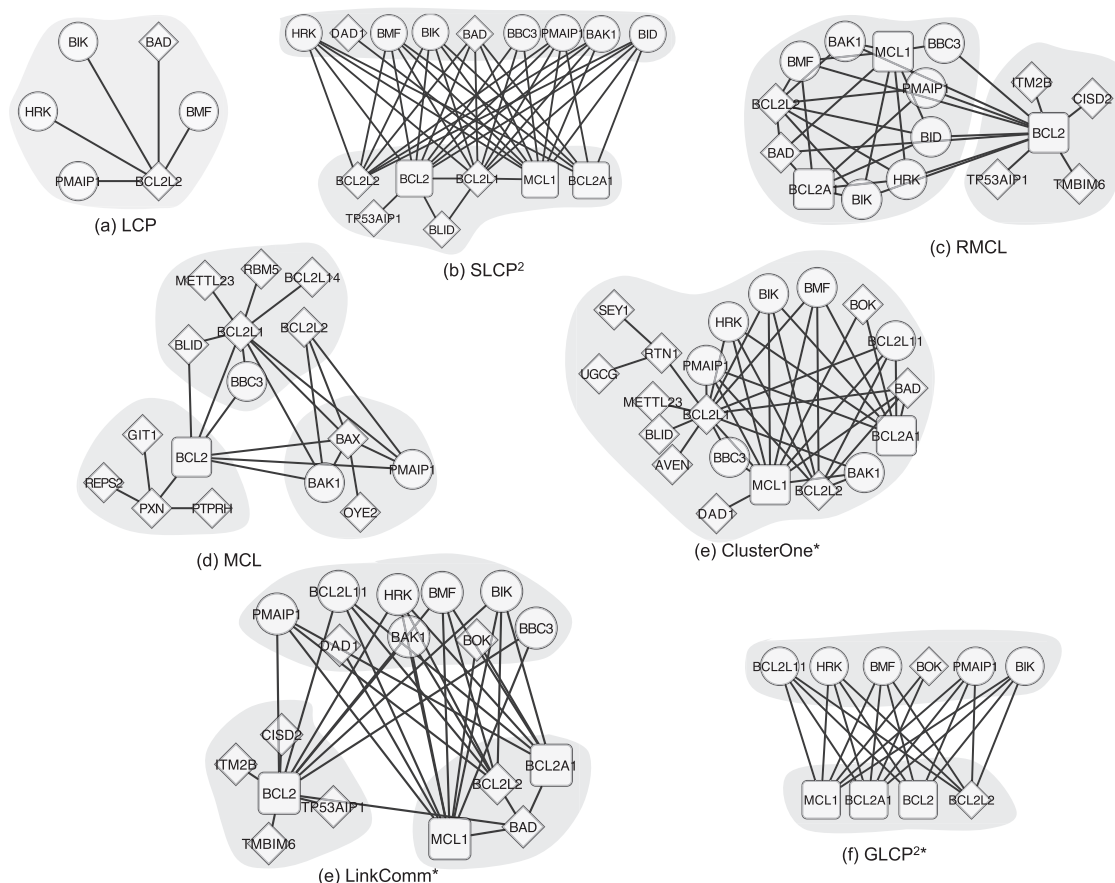 BIK
BAD
HRK
BMF
PMAIP1
BCL2L2
(a) LCP
HRK
DAD1
BMF
BIK
BAD
BBC3
PMAIP1
BAK1
BID
BCL2L2
BCL2
BCL2L1
MCL1
BCL2A1
TP53AIP1
BLID
(b) SLCP²
BAK1
MCL1
BBC3
BMF
PMAIP1
BCL2L2
BID
BAD
BCL2A1
BIK
HRK
ITM2B
CISD2
BCL2
TP53AIP1
TMBIM6
(c) RMCL
METTL23
RBM5
BCL2L14
BCL2L1
BCL2L2
BLID
BBC3
GIT1
BCL2
BAX
PMAIP1
REPS2
BAK1
PXN
PTPRH
OYE2
(d) MCL
BIK
BMF
SEY1
HRK
BOK
RTN1
BCL2L11
UGCG
PMAIP1
BAD
METTL23
BCL2L1
BLID
BCL2A1
AVEN
BBC3
MCL1
BCL2L2
BAK1
DAD1
(e) ClusterOne*
BCL2L11
HRK
BMF
BIK
PMAIP1
DAD1
BAK1
BOK
BBC3
CISD2
ITM2B
BCL2
TP53AIP1
TMBIM6
BCL2L2
BCL2A1
MCL1
BAD
(e) LinkComm*
BCL2L11
HRK
BMF
BOK
PMAIP1
BIK
MCL1
BCL2A1
BCL2
BCL2L2
(f) GLCP²*